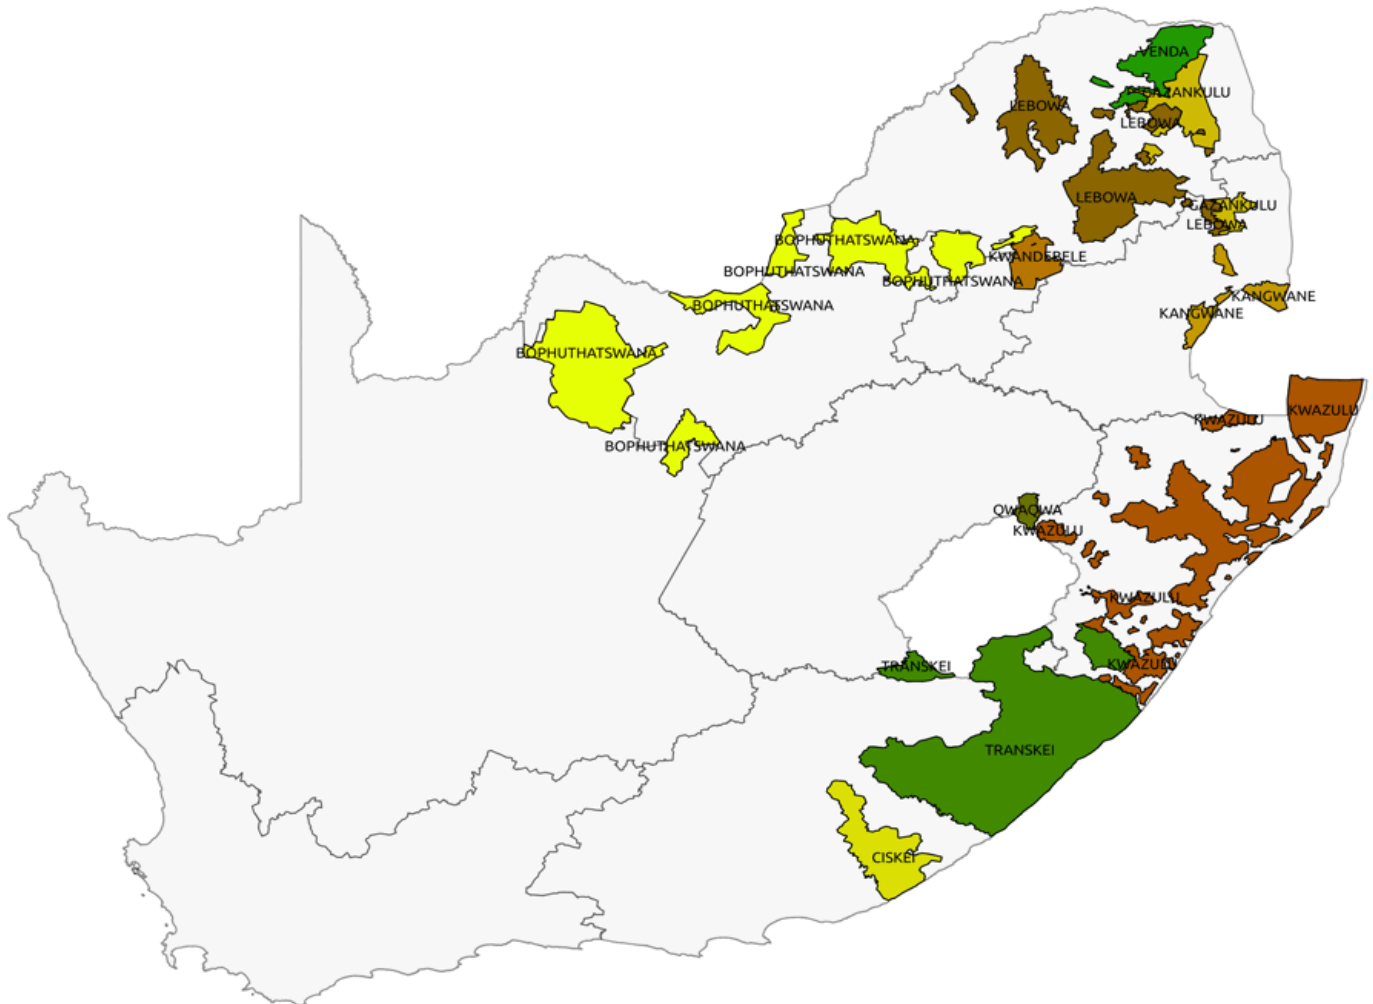 VENDA
GAZANKULU
LEBOWA
LEBOWA
LEBOWA
GAZANKULU
LEBOWA
BOPHUTHATSWANA
KWANDEBELE
BOPHUTHATSWANA
BOPHUTHATSWANA
KANGWANE
BOPHUTHATSWANA
KANGWANE
BOPHUTHATSWANA
KWAZULU
KWAZULU
BOPHUTHATSWANA
QWAQWA
KWAZULU
KWAZULU
TRANSKEI
KWAZULU
TRANSKEI
CISKEI